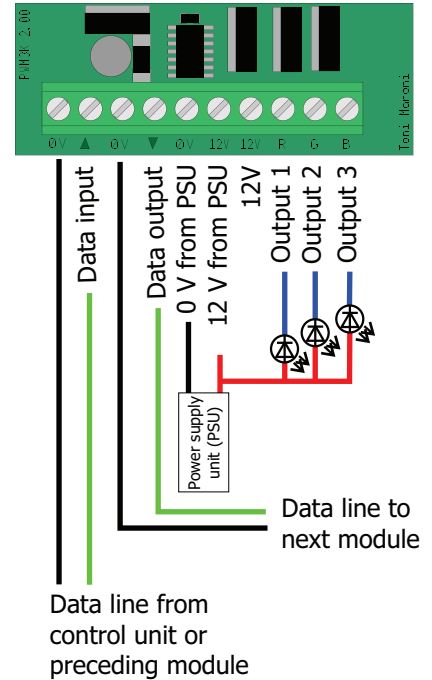 PWM3K 2.00
Toni Maroni
0V ▲ 0V ▼ 0V 12V 12V R G B
Data input
Data output
0 V from PSU
12 V from PSU
12V
Output 1
Output 2
Output 3
Power supply
unit (PSU)
Data line to
next module
Data line from
control unit or
preceding module